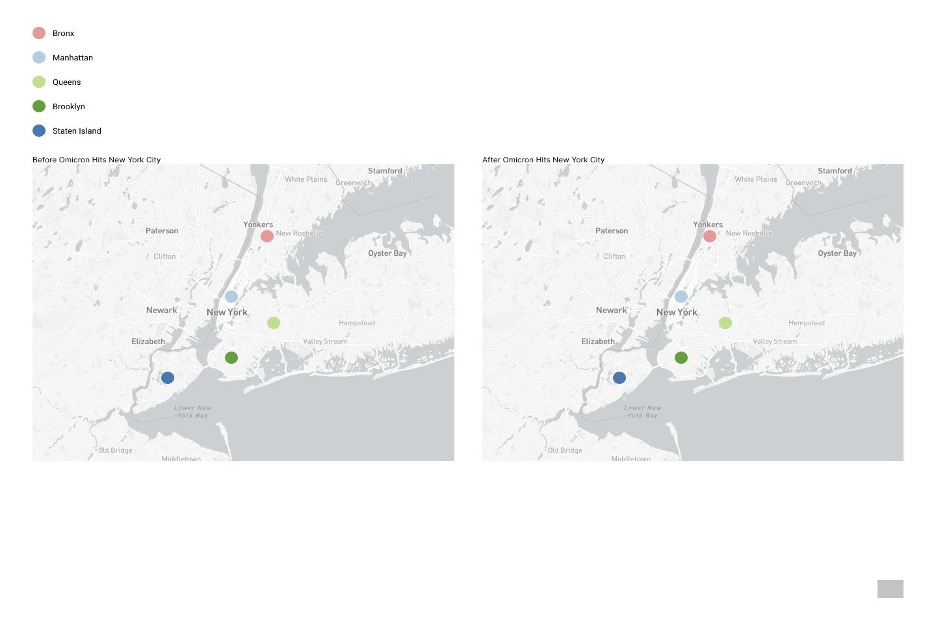 Bronx
Manhattan
Queens
Brooklyn
Staten Island
Before Omicron Hits New York City
Stamford
White Plains
Greenwich
Yonkers
New Rochelle
Paterson
Clifton
Oyster Bay
Newark
New York
Hempstead
Elizabeth
Valley Stream
Lower New
York Bay
Old Bridge
Middletown
After Omicron Hits New York City
Stamford
White Plains
Greenwich
Yonkers
New Rochelle
Paterson
Clifton
Oyster Bay
Newark
New York
Hempstead
Elizabeth
Valley Stream
Lower New
York Bay
Old Bridge
Middletown